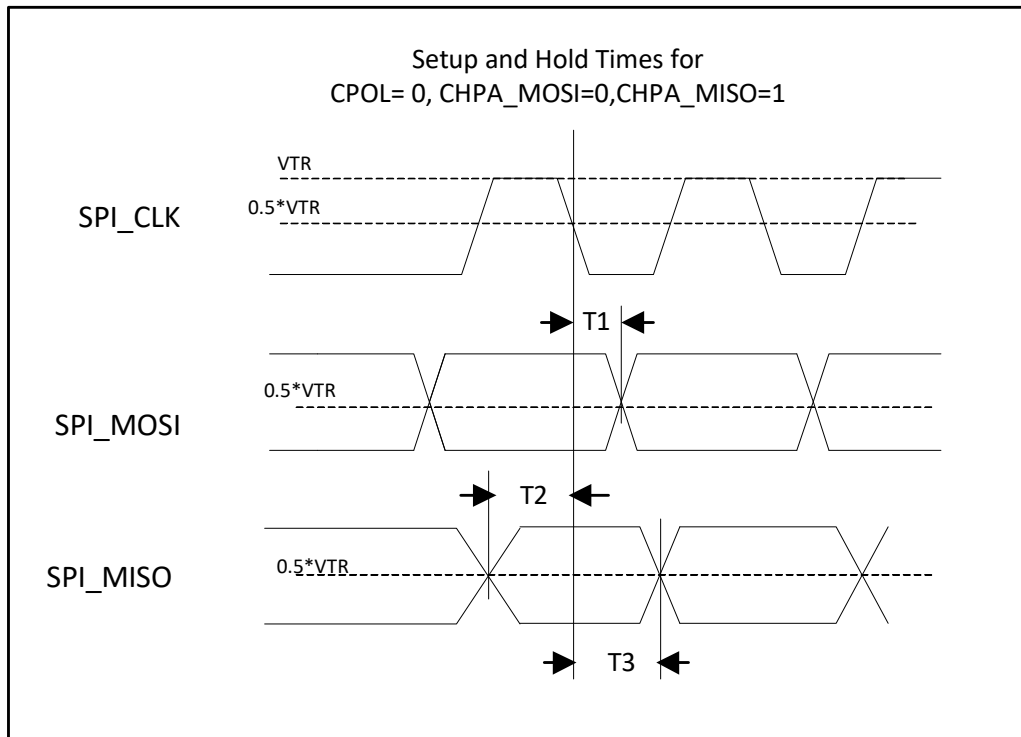 Setup and Hold Times for
CPOL= 0, CHPA_MOSI=0,CHPA_MISO=1
VTR
0.5*VTR
SPI_CLK
T1
0.5*VTR
SPI_MOSI
T2
0.5*VTR
SPI_MISO
T3